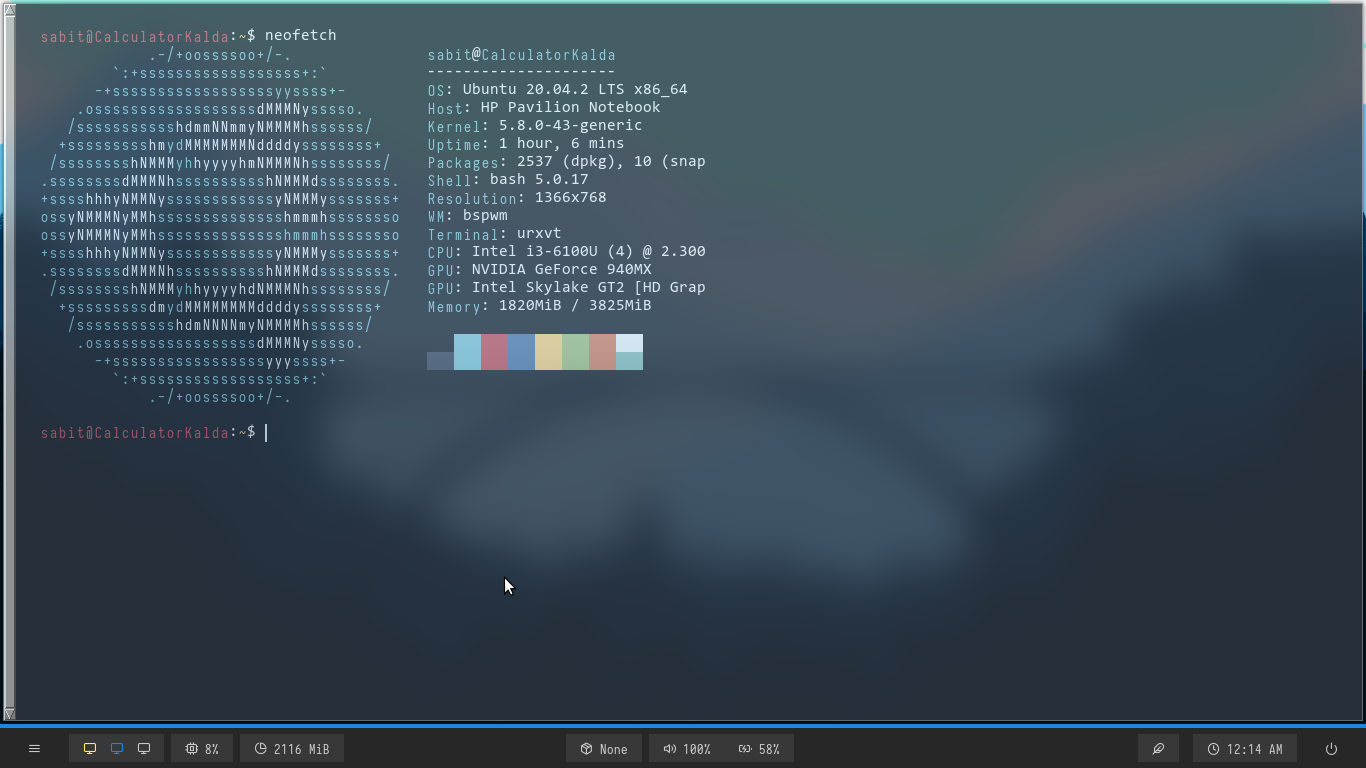 sabit@CalculatorKalda:~$ neofetch
.-/+oossssoo+/-.
`:+ssssssssssssssssss+:`
-+ssssssssssssssssssyyssss+-
.ossssssssssssssssssdMMMNysssso.
/ssssssssssshdmmNNmmyNMMMMhssssss/
+ssssssssshmydMMMMMMMNddddyssssssss+
/sssssssshNMMMyhhyyyyhmNMMMNhssssssss/
.ssssssssdMMMNhsssssssssshNMMMdssssssss.
+sssshhhyNMMNyssssssssssssyNMMMysssssss+
ossyNMMMNyMMhsssssssssssssshmmmhssssssso
ossyNMMMNyMMhsssssssssssssshmmmhssssssso
+sssshhhyNMMNyssssssssssssyNMMMysssssss+
.ssssssssdMMMNhsssssssssshNMMMdssssssss.
/sssssssshNMMMyhhyyyyhdNMMMNhssssssss/
+sssssssssdmydMMMMMMMMddddyssssssss+
/ssssssssssshdmNNNNmyNMMMMhssssss/
.ossssssssssssssssssdMMMNysssso.
-+sssssssssssssssssyyyssss+-
`:+ssssssssssssssssss+:`
.-/+oossssoo+/-.
sabit@CalculatorKalda
---------------------
OS: Ubuntu 20.04.2 LTS x86_64
Host: HP Pavilion Notebook
Kernel: 5.8.0-43-generic
Uptime: 1 hour, 6 mins
Packages: 2537 (dpkg), 10 (snap
Shell: bash 5.0.17
Resolution: 1366x768
WM: bspwm
Terminal: urxvt
CPU: Intel i3-6100U (4) @ 2.300
GPU: NVIDIA GeForce 940MX
GPU: Intel Skylake GT2 [HD Grap
Memory: 1820MiB / 3825MiB
sabit@CalculatorKalda:~$
8% 2116 MiB None 100% 58% 12:14 AM